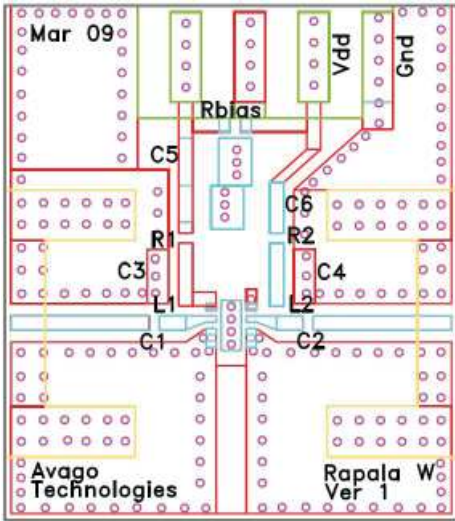 Mar 09
Vdd
Gnd
Rbias
C5
C6
R1
R2
C3
C4
L1
L2
C1
C2
Avago
Technologies
Rapala W
Ver 1